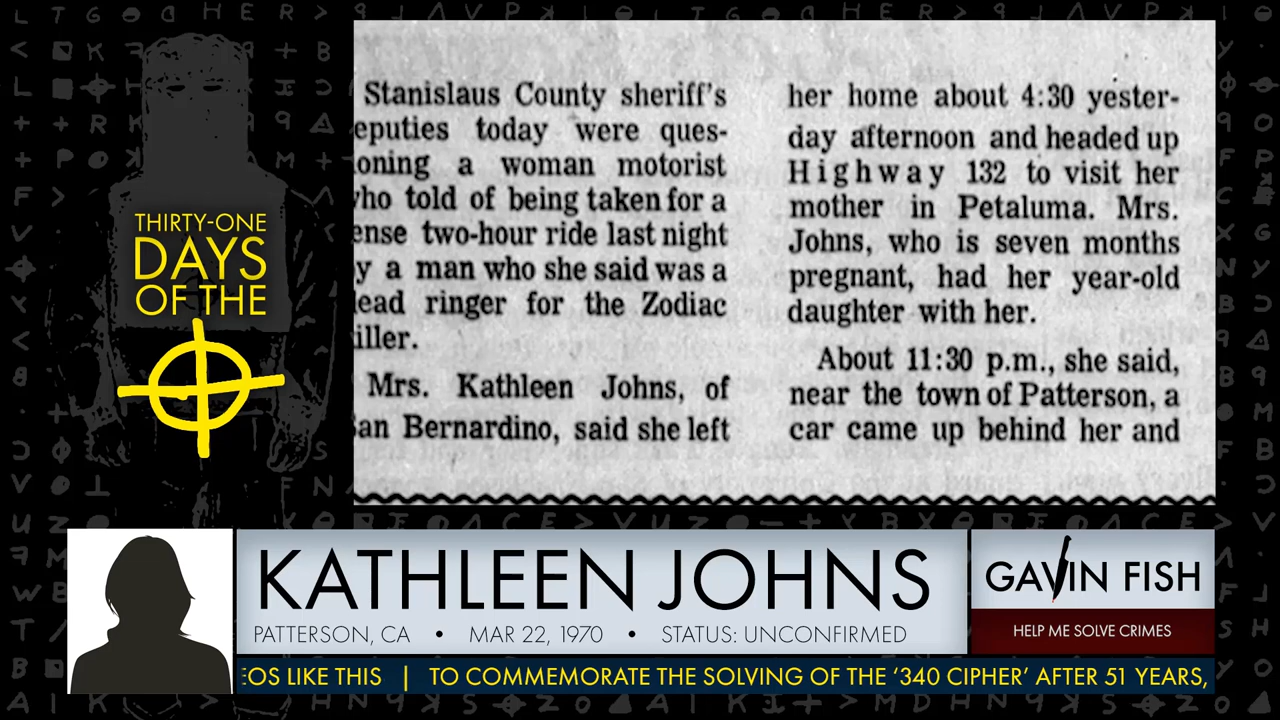 THIRTY-ONE
DAYS
OF THE
Stanislaus County sheriff's
eputies today were ques-
oning a woman motorist
ho told of being taken for a
ense two-hour ride last night
y a man who she said was a
ead ringer for the Zodiac
iller.
Mrs. Kathleen Johns, of
an Bernardino, said she left
her home about 4:30 yester-
day afternoon and headed up
Highway 132 to visit her
mother in Petaluma. Mrs.
Johns, who is seven months
pregnant, had her year-old
daughter with her.
About 11:30 p.m., she said,
near the town of Patterson, a
car came up behind her and
KATHLEEN JOHNS
PATTERSON, CA • MAR 22, 1970 • STATUS: UNCONFIRMED
GAVIN FISH
HELP ME SOLVE CRIMES
EOS LIKE THIS | TO COMMEMORATE THE SOLVING OF THE '340 CIPHER' AFTER 51 YEARS,